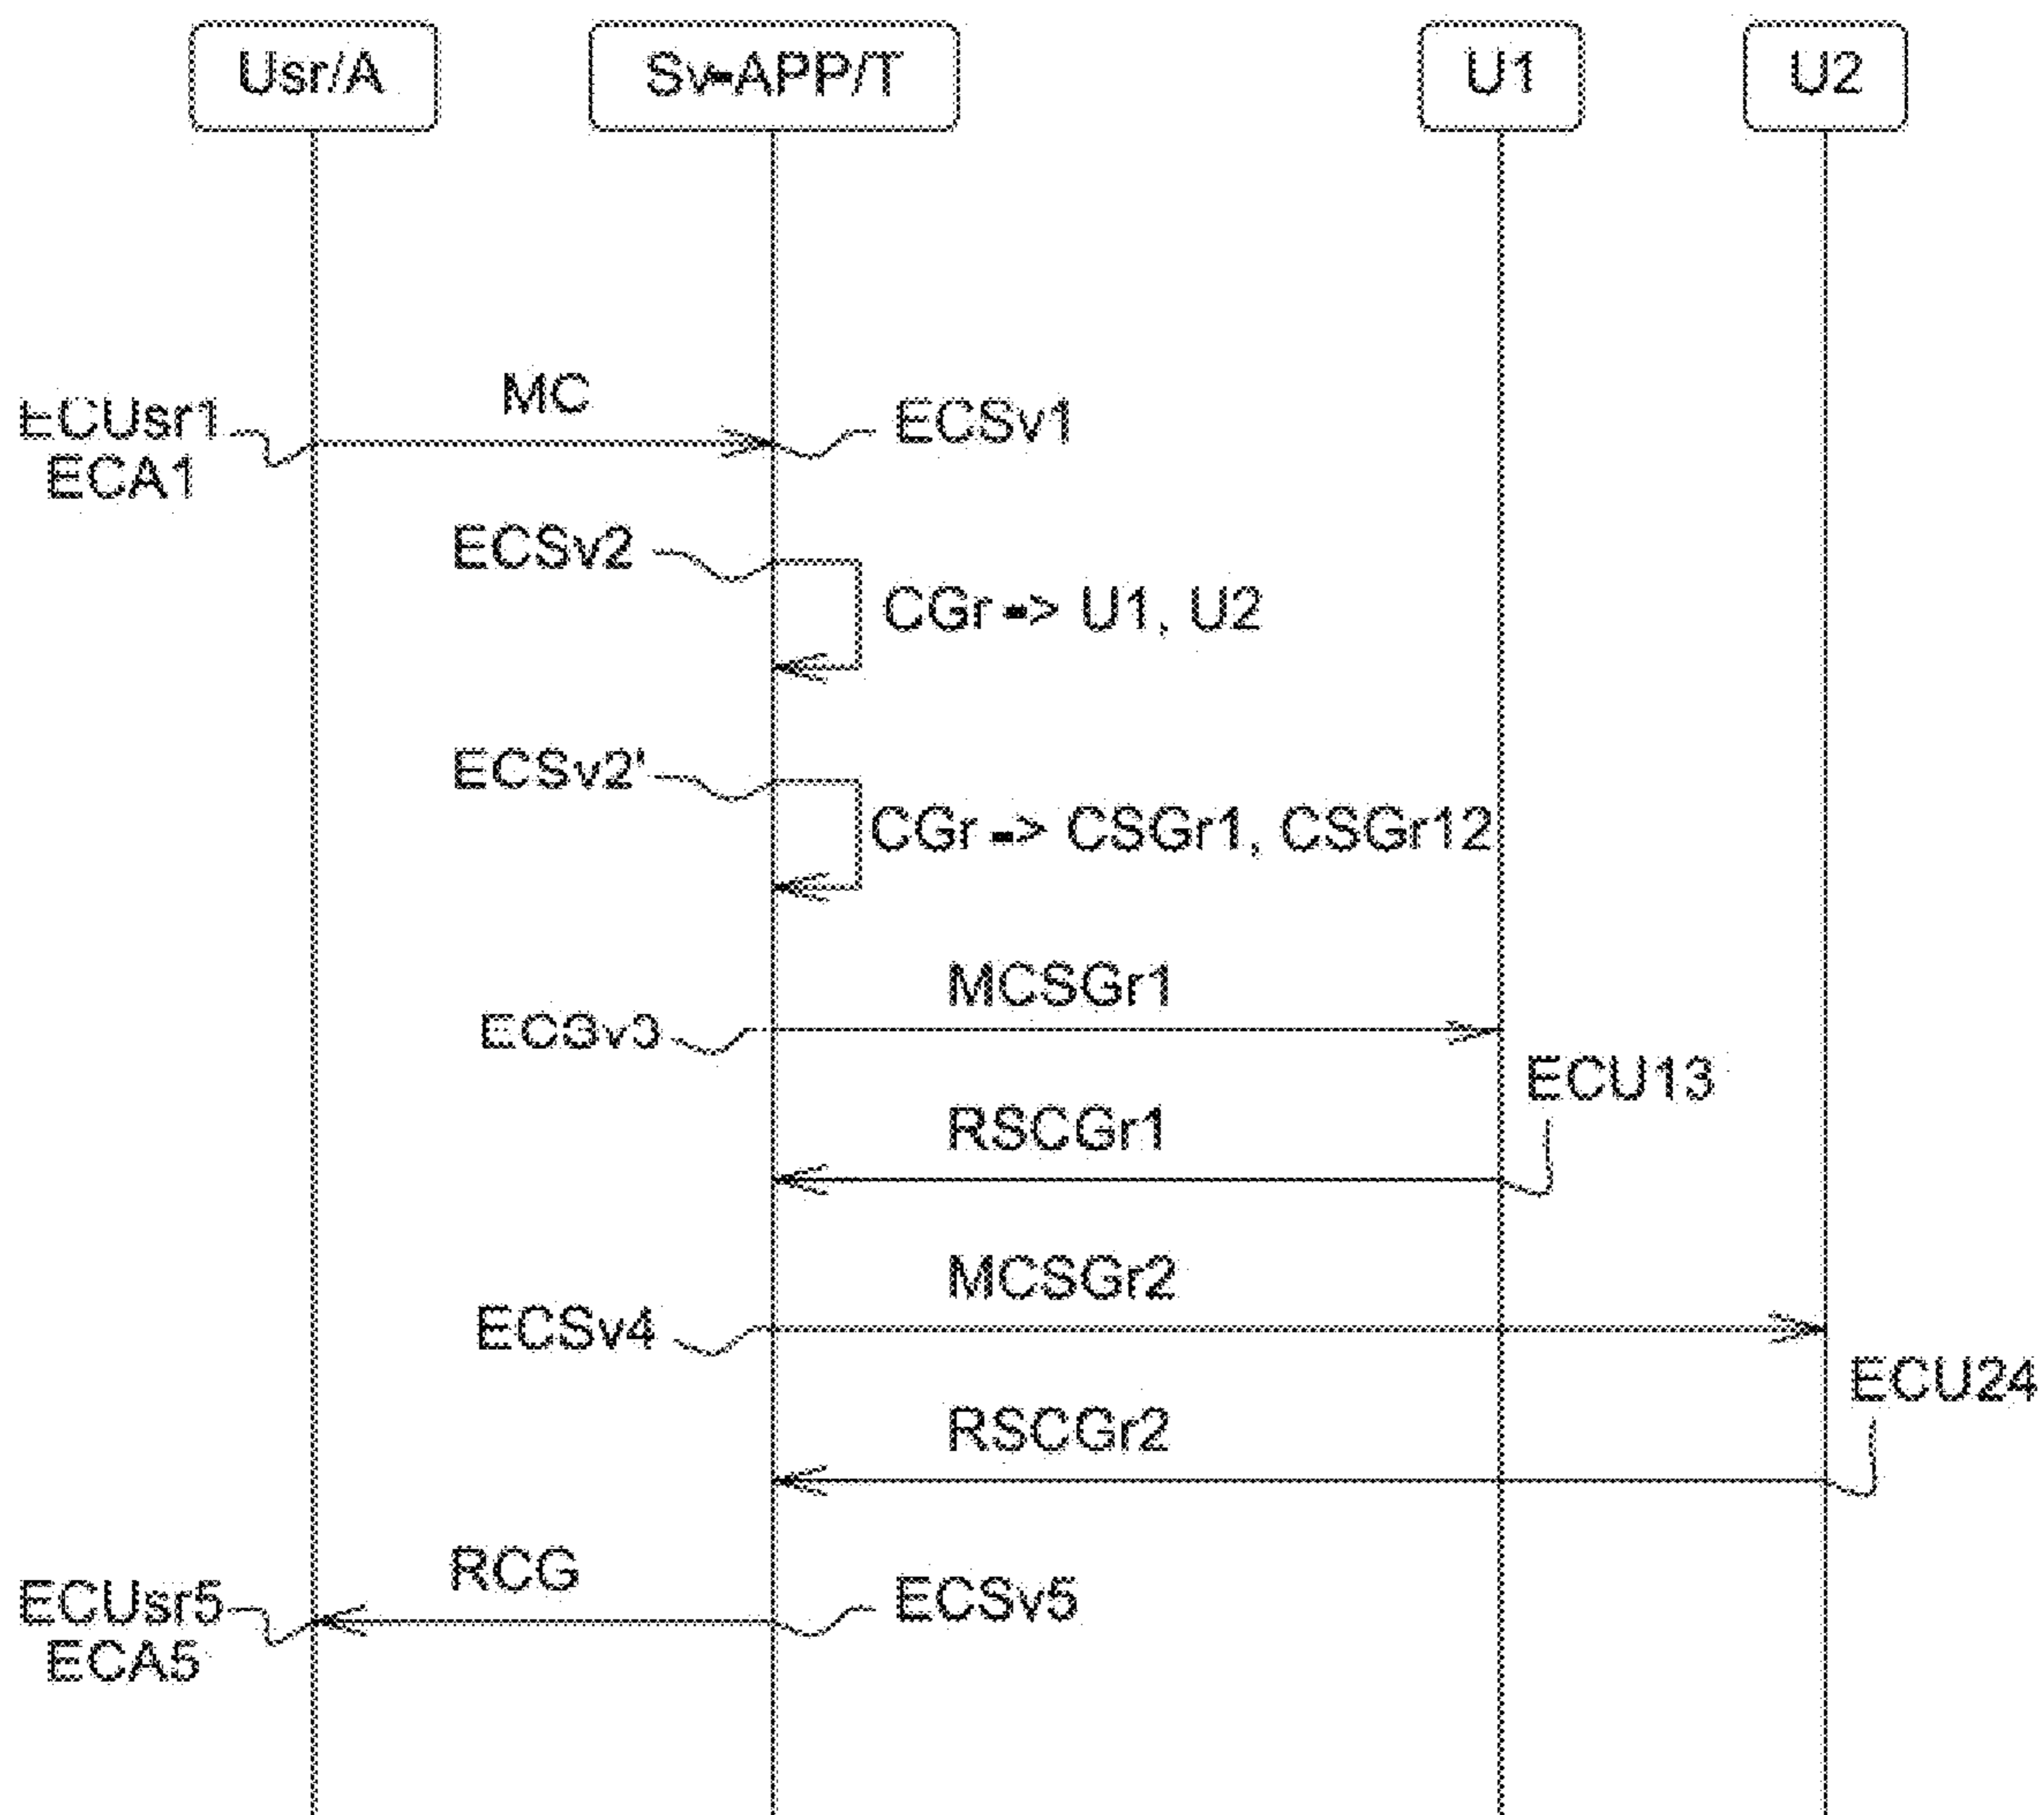 Usr/A
Sv-APP/T
U1
U2
MC
ECUsr1
ECA1
ECSv1
ECSv2
CGr -> U1, U2
ECSv2'
CGr -> CSGr1, CSGr12
MCSGr1
ECSv3
ECU13
RSCGr1
MCSGr2
ECSv4
ECU24
RSCGr2
RCG
ECUsr5
ECA5
ECSv5